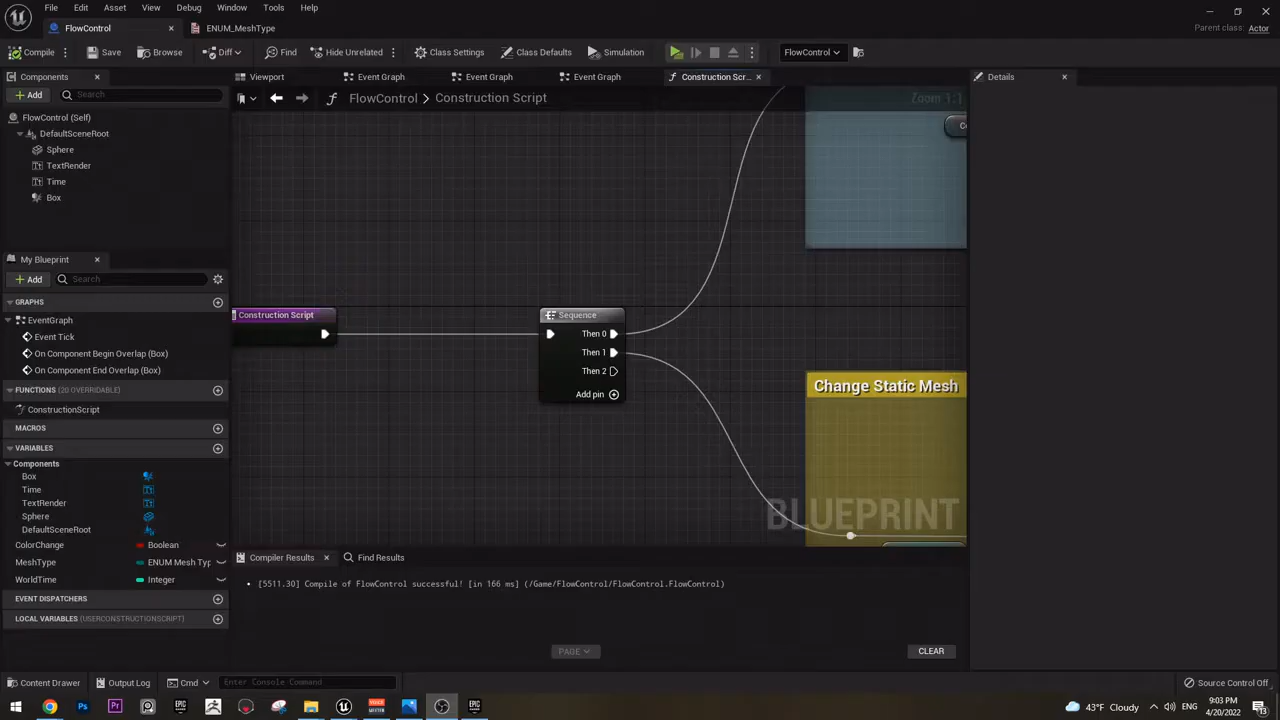 File Edit Asset View Debug Window Tools Help
FlowControl ENUM_MeshType
Parent class: Actor
Compile Save Browse Diff Find Hide Unrelated Class Settings Class Defaults Simulation FlowControl
Components
Viewport Event Graph Event Graph Event Graph Construction Scr... Details
Add Search
FlowControl > Construction Script
Zoom 1:1
FlowControl (Self)
DefaultSceneRoot
Sphere
TextRender
Time
Box
My Blueprint
Add Search
GRAPHS
EventGraph
Event Tick
On Component Begin Overlap (Box)
On Component End Overlap (Box)
FUNCTIONS (20 OVERRIDABLE)
ConstructionScript
MACROS
VARIABLES
Components
Box
Time
TextRender
Sphere
DefaultSceneRoot
ColorChange Boolean
MeshType ENUM Mesh Typ
WorldTime Integer
EVENT DISPATCHERS
LOCAL VARIABLES (USERCONSTRUCTIONSCRIPT)
Construction Script
Sequence
Then 0
Then 1
Then 2
Add pin
Co
Change Static Mesh
BLUEPRINT
Compiler Results Find Results
[5511.30] Compile of FlowControl successful! [in 166 ms] (/Game/FlowControl/FlowControl.FlowControl)
PAGE
CLEAR
Content Drawer Output Log Cmd Enter Console Command Source Control Off
43°F Cloudy ENG 9:03 PM
4/20/2022